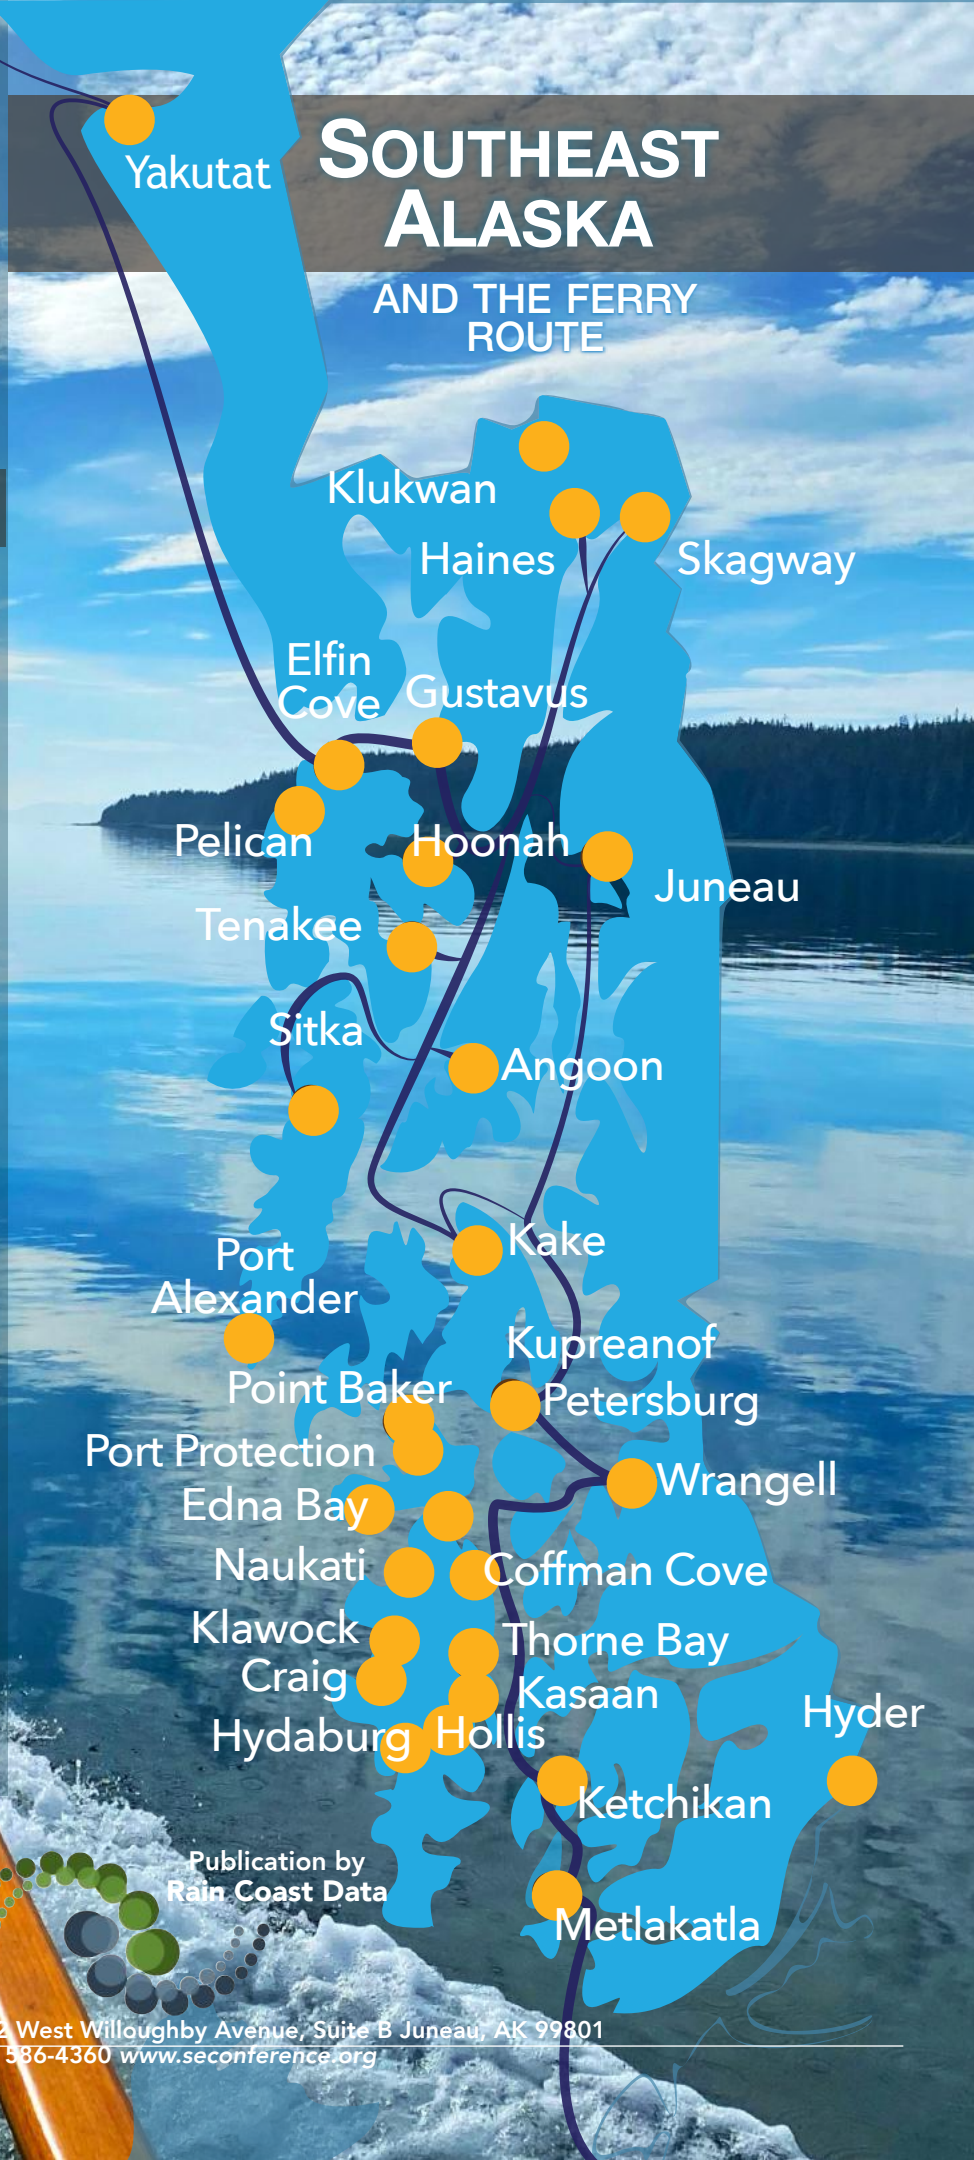 Yakutat
SOUTHEAST
ALASKA
AND THE FERRY
ROUTE
Klukwan
Haines
Skagway
Elfin
Cove
Gustavus
Pelican
Hoonah
Juneau
Tenakee
Sitka
Angoon
Kake
Port
Alexander
Kupreanof
Point Baker
Petersburg
Port Protection
Wrangell
Edna Bay
Naukati
Coffman Cove
Klawock
Thorne Bay
Craig
Kasaan
Hyder
Hydaburg
Hollis
Ketchikan
Publication by
Rain Coast Data
Metlakatla
West Willoughby Avenue, Suite B Juneau, AK 99801
586-4360 www.seconference.org